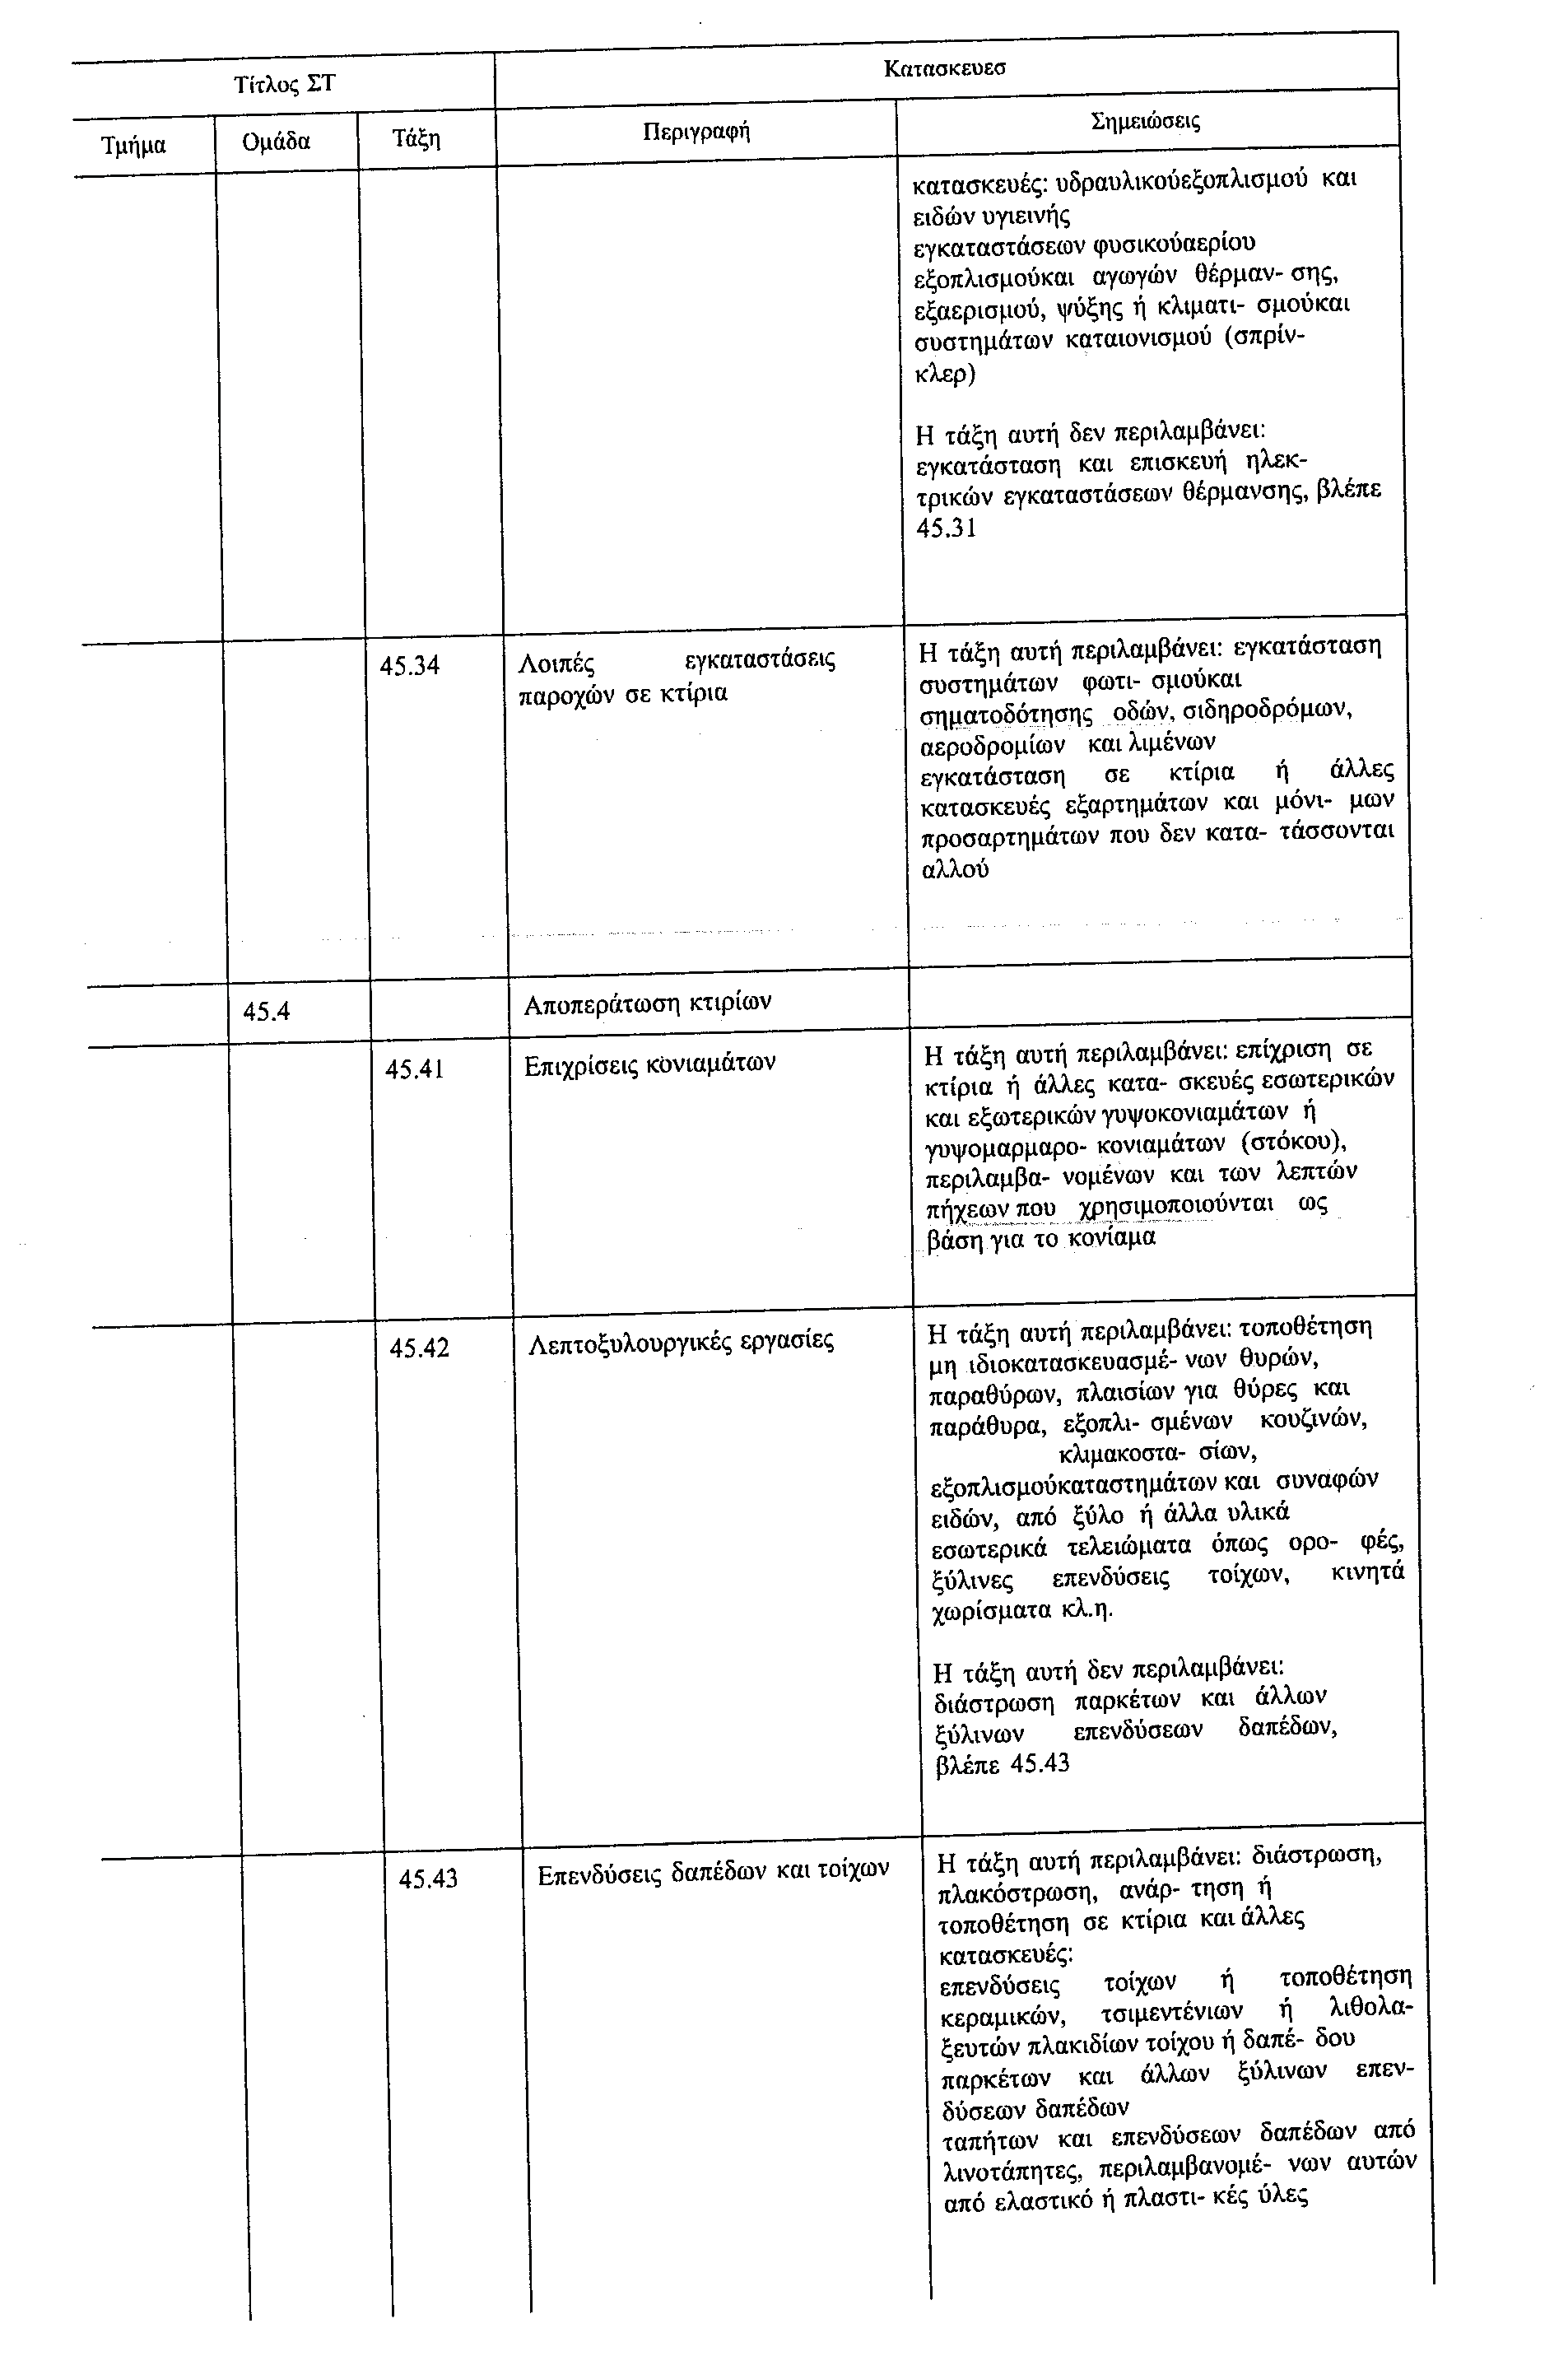 Τίτλος ΣΤ Κατασκευεσ
Τμήμα Ομάδα Τάξη Περιγραφή Σημειώσεις
κατασκευές: υδραυλικούεξοπλισμού και
ειδών υγιεινής
εγκαταστάσεων φυσικούαερίου
εξοπλισμούκαι αγωγών θέρμαν- σης,
εξαερισμού, ψύξης ή κλιματι- σμούκαι
συστημάτων καταιονισμού (σπρίν-
κλερ)
Η τάξη αυτή δεν περιλαμβάνει:
εγκατάσταση και επισκευή ηλεκ-
τρικών εγκαταστάσεων θέρμανσης, βλέπε
45.31
45.34 Λοιπές εγκαταστάσεις
παροχών σε κτίρια
Η τάξη αυτή περιλαμβάνει: εγκατάσταση
συστημάτων φωτι- σμούκαι
σηματοδότησης οδών, σιδηροδρόμων,
αεροδρομίων και λιμένων
εγκατάσταση σε κτίρια ή άλλες
κατασκευές εξαρτημάτων και μόνι- μων
προσαρτημάτων που δεν κατα- τάσσονται
αλλού
45.4 Αποπεράτωση κτιρίων
45.41 Επιχρίσεις κονιαμάτων
Η τάξη αυτή περιλαμβάνει: επίχριση σε
κτίρια ή άλλες κατα- σκευές εσωτερικών
και εξωτερικών γυψοκονιαμάτων ή
γυψομαρμαρο- κονιαμάτων (στόκου),
περιλαμβα- νομένων και των λεπτών
πήχεων που χρησιμοποιούνται ως
βάση για το κονίαμα
45.42 Λεπτοξυλουργικές εργασίες
Η τάξη αυτή περιλαμβάνει: τοποθέτηση
μη ιδιοκατασκευασμέ- νων θυρών,
παραθύρων, πλαισίων για θύρες και
παράθυρα, εξοπλι- σμένων κουζινών,
κλιμακοστα- σίων,
εξοπλισμούκαταστημάτων και συναφών
ειδών, από ξύλο ή άλλα υλικά
εσωτερικά τελειώματα όπως ορο- φές,
ξύλινες επενδύσεις τοίχων, κινητά
χωρίσματα κλ.η.
Η τάξη αυτή δεν περιλαμβάνει:
διάστρωση παρκέτων και άλλων
ξύλινων επενδύσεων δαπέδων,
βλέπε 45.43
45.43 Επενδύσεις δαπέδων και τοίχων
Η τάξη αυτή περιλαμβάνει: διάστρωση,
πλακόστρωση, ανάρ- τηση ή
τοποθέτηση σε κτίρια και άλλες
κατασκευές:
επενδύσεις τοίχων ή τοποθέτηση
κεραμικών, τσιμεντένιων ή λιθολα-
ξευτών πλακιδίων τοίχου ή δαπέ- δου
παρκέτων και άλλων ξύλινων επεν-
δύσεων δαπέδων
ταπήτων και επενδύσεων δαπέδων από
λινοτάπητες, περιλαμβανομέ- νων αυτών
από ελαστικό ή πλαστι- κές ύλες